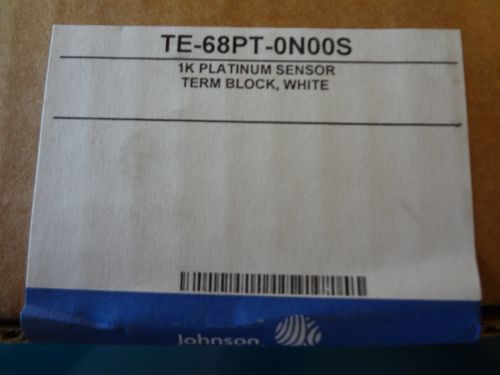 TE-68PT-0N00S
1K PLATINUM SENSOR
TERM BLOCK, WHITE
Johnson